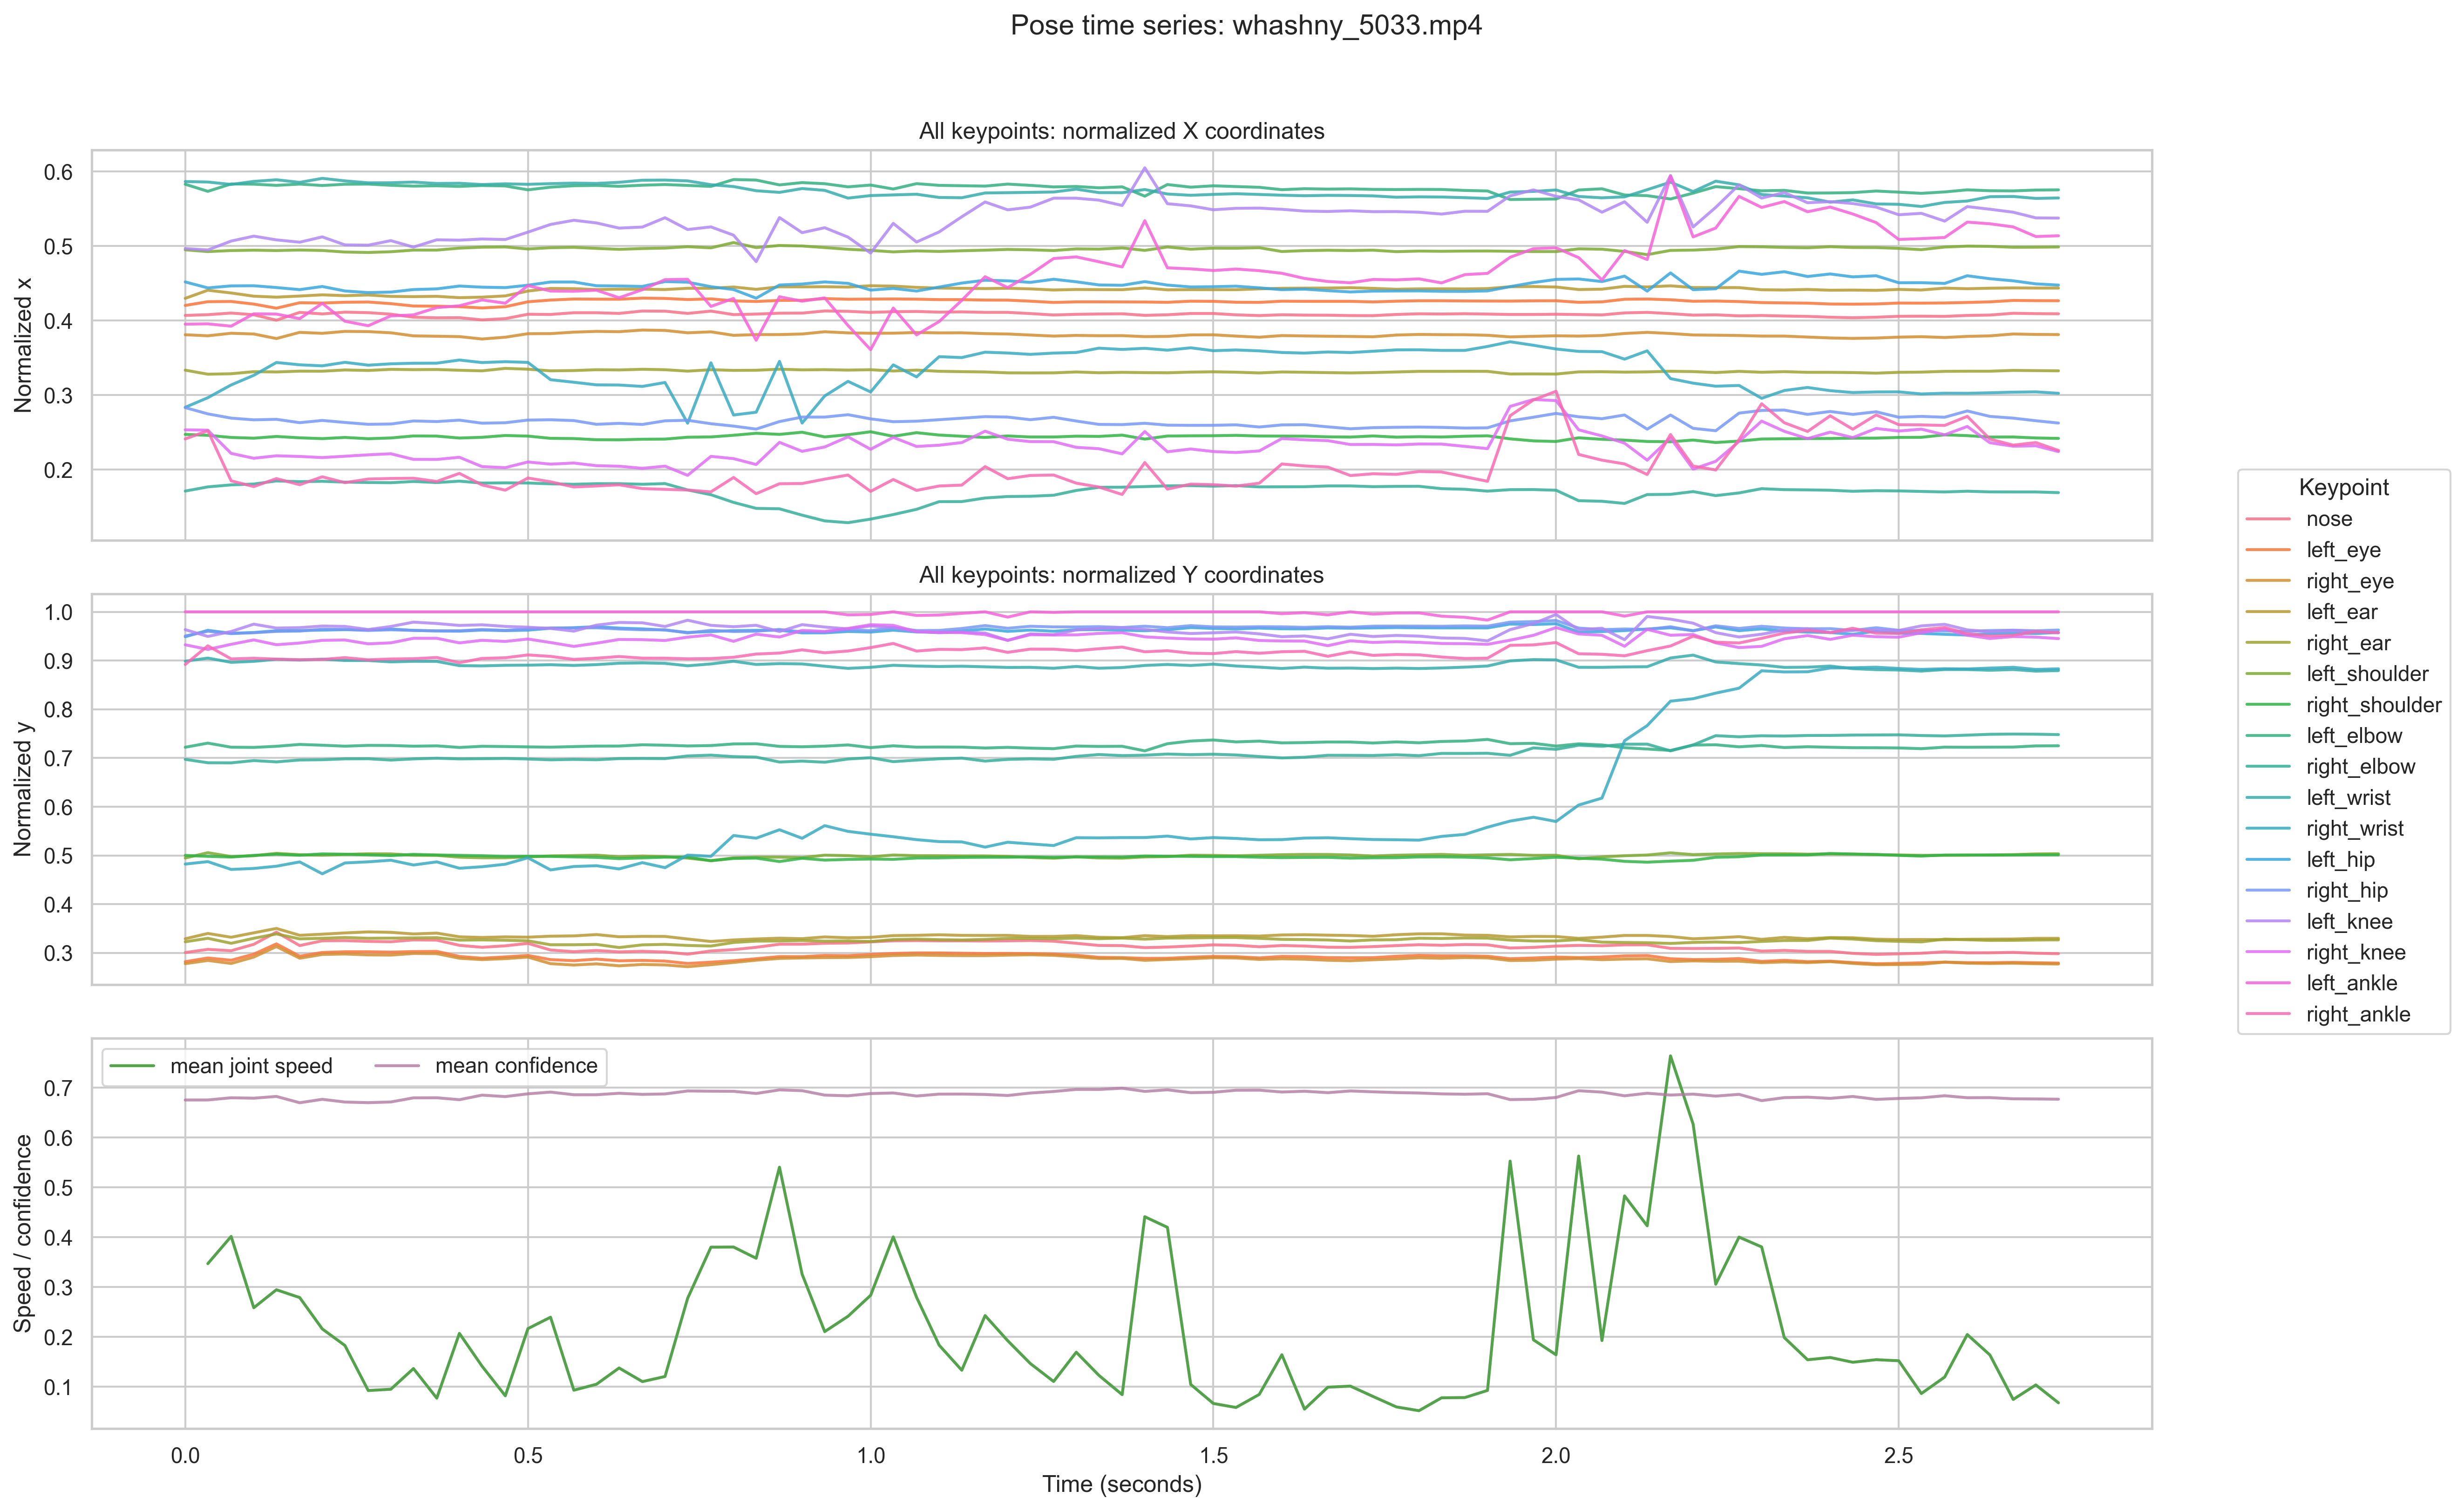 Pose time series: whashny_5033.mp4
All keypoints: normalized X coordinates
Normalized x
0.6
0.5
0.4
0.3
0.2
All keypoints: normalized Y coordinates
Normalized y
1.0
0.9
0.8
0.7
0.6
0.5
0.4
0.3
Keypoint
nose
left_eye
right_eye
left_ear
right_ear
left_shoulder
right_shoulder
left_elbow
right_elbow
left_wrist
right_wrist
left_hip
right_hip
left_knee
right_knee
left_ankle
right_ankle
mean joint speed
mean confidence
Speed / confidence
0.7
0.6
0.5
0.4
0.3
0.2
0.1
0.0 0.5 1.0 1.5 2.0 2.5
Time (seconds)